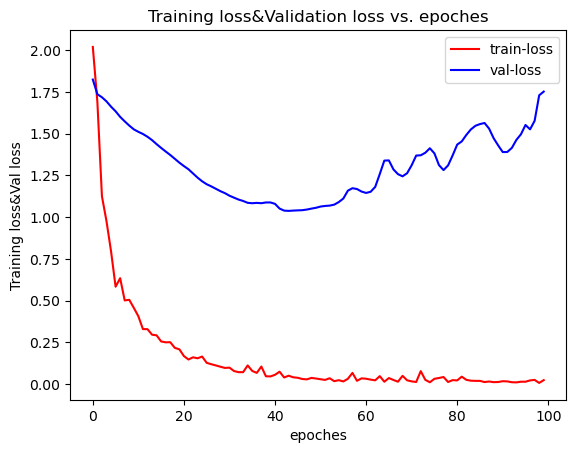 Training loss&Validation loss vs. epoches
train-loss
val-loss
Training loss&Val loss
2.00
1.75
1.50
1.25
1.00
0.75
0.50
0.25
0.00
0 20 40 60 80 100
epoches